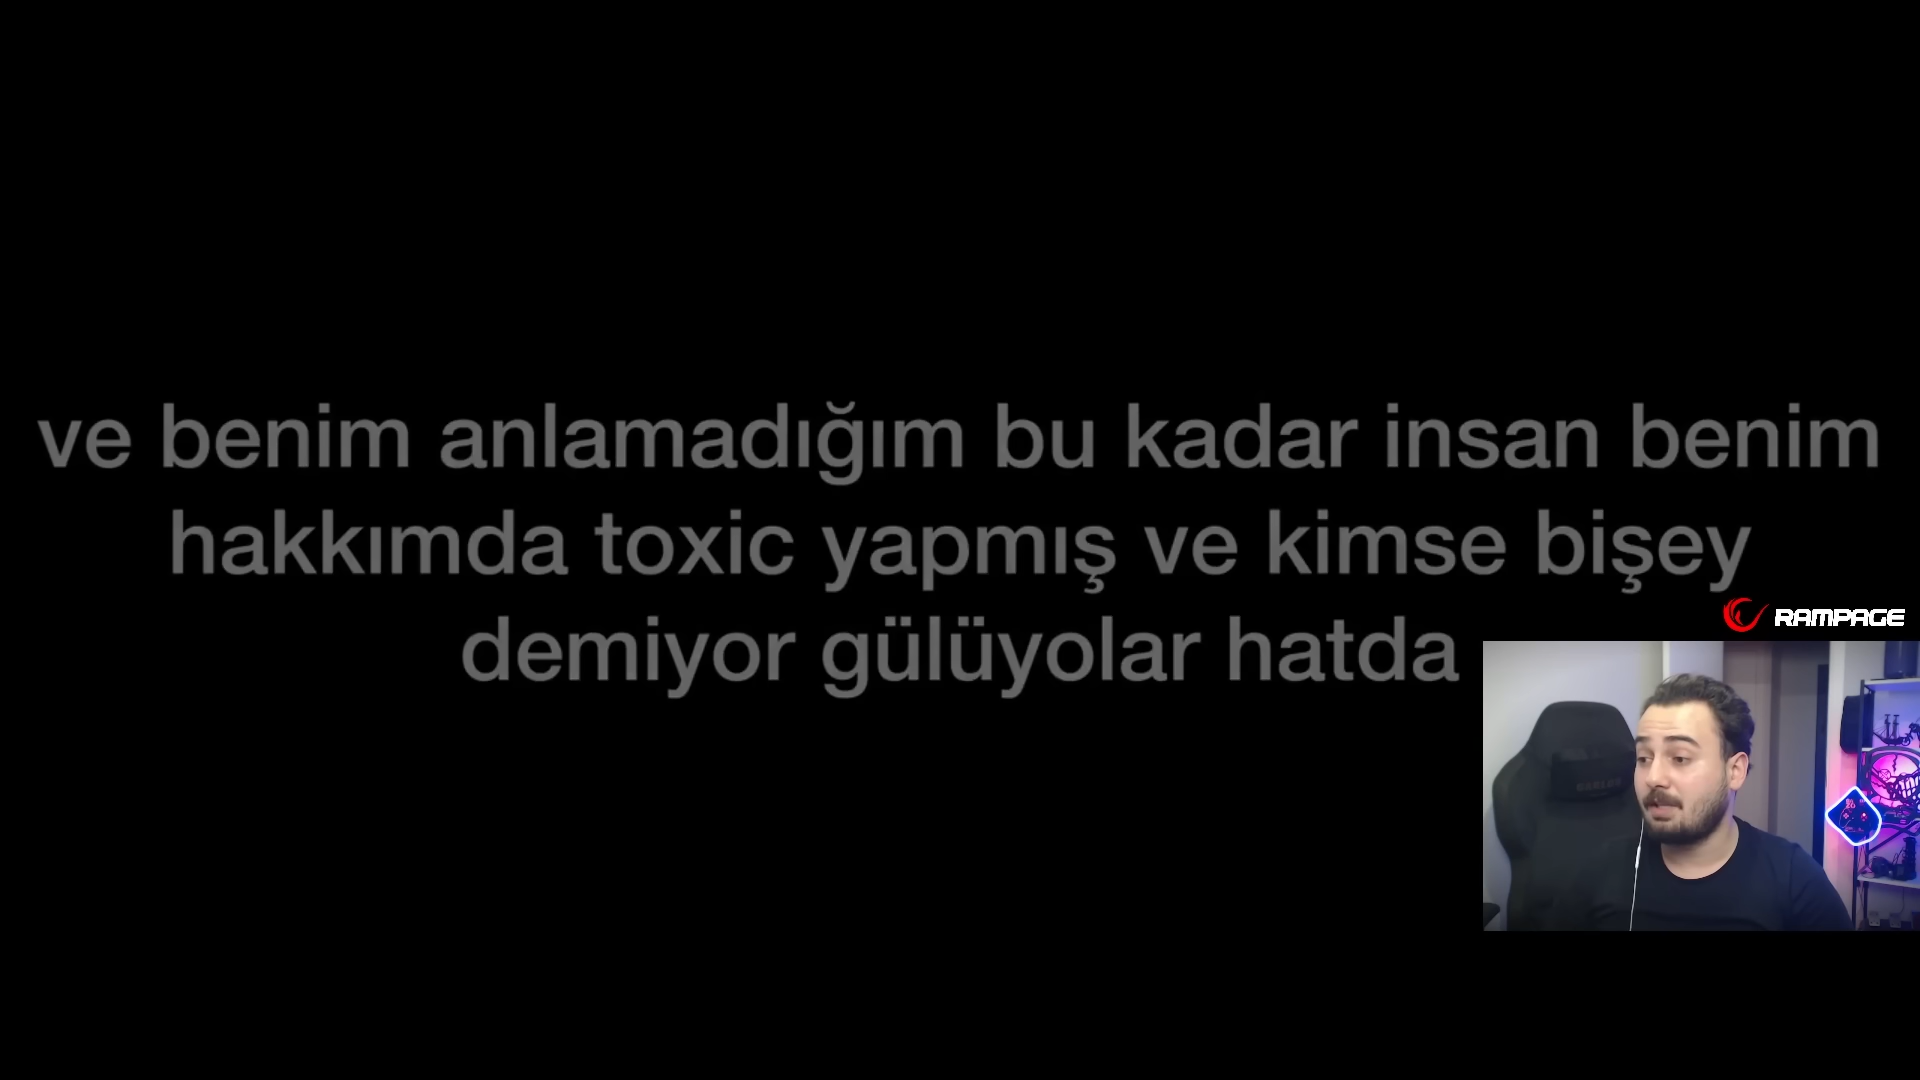 ve benim anlamadığım bu kadar insan benim
hakkımda toxic yapmış ve kimse bişey
demiyor gülüyolar hatda
RAMPAGE